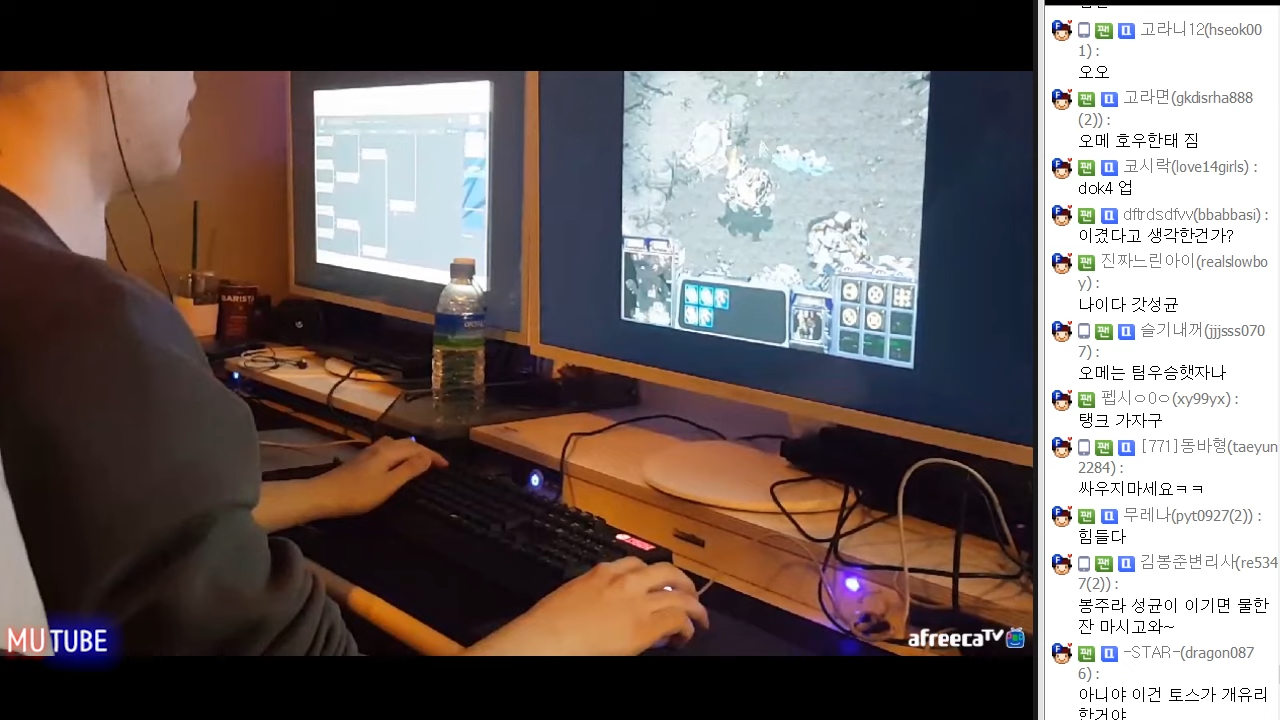 고라니12(hseok00
1) :
오오
고라면(gkdisrha888
(2)) :
오메 호우한태 짐
코시락(love14girls) :
dok4 업
dftrdsdfvv(bbabbasi) :
이겼다고 생각한건가?
진짜느린아이(realslowbo
y) :
나이다 갓성균
슬기내꺼(jjjsss070
7) :
오메는 텀우승햇자나
펩시ㅇ0ㅇ(xy99yx) :
탱크 가자구
[771]동바형(taeyun
2284) :
싸우지마세요ㅋㅋ
무레나(pyt0927(2)) :
힘들다
김봉준변리사(re534
7(2)) :
봉주라 성균이 이기면 물한
잔 마시고와~
-STAR-(dragon087
6) :
아니야 이건 토스가 개유리
한거야
BARISTA
MUTUBE
afreecaTV